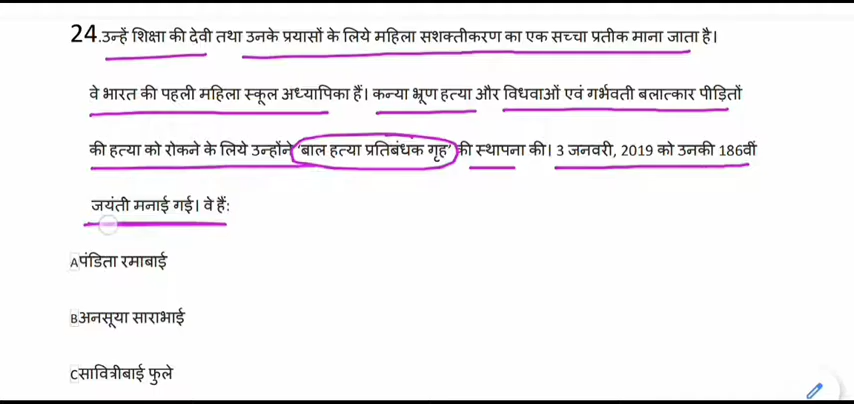 24.उन्हें शिक्षा की देवी तथा उनके प्रयासों के लिये महिला सशक्तीकरण का एक सच्चा प्रतीक माना जाता है।
वे भारत की पहली महिला स्कूल अध्यापिका हैं। कन्या भ्रूण हत्या और विधवाओं एवं गर्भवती बलात्कार पीड़ितों
की हत्या को रोकने के लिये उन्होंने 'बाल हत्या प्रतिबंधक गृह' की स्थापना की। 3 जनवरी, 2019 को उनकी 186वीं
जयंती मनाई गई। वे हैं:
Aपंडिता रमाबाई
Bअनसूया साराभाई
Cसावित्रीबाई फुले